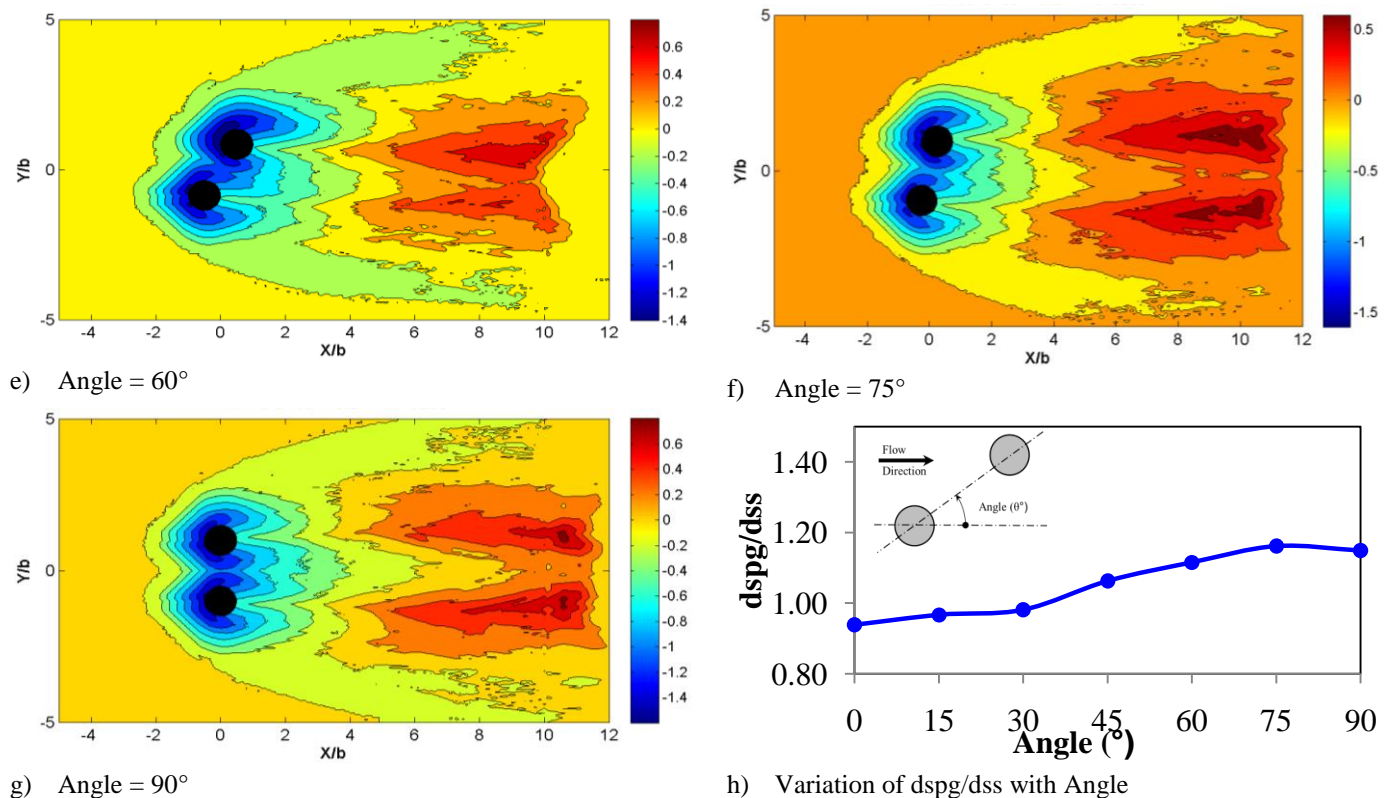 5
0
-5
Y/b
-4 -2 0 2 4 6 8 10 12
X/b
0.6
0.4
0.2
0
-0.2
-0.4
-0.6
-0.8
-1
-1.2
-1.4
e) Angle = 60°
5
0
-5
Y/b
-4 -2 0 2 4 6 8 10 12
X/b
0.5
0
-0.5
-1
-1.5
f) Angle = 75°
5
0
-5
Y/b
-4 -2 0 2 4 6 8 10 12
X/b
0.6
0.4
0.2
0
-0.2
-0.4
-0.6
-0.8
-1
-1.2
-1.4
g) Angle = 90°
dspg/dss
1.40
1.20
1.00
0.80
Flow
Direction
Angle (θ°)
0 15 30 45 60 75 90
Angle (°)
h) Variation of dspg/dss with Angle